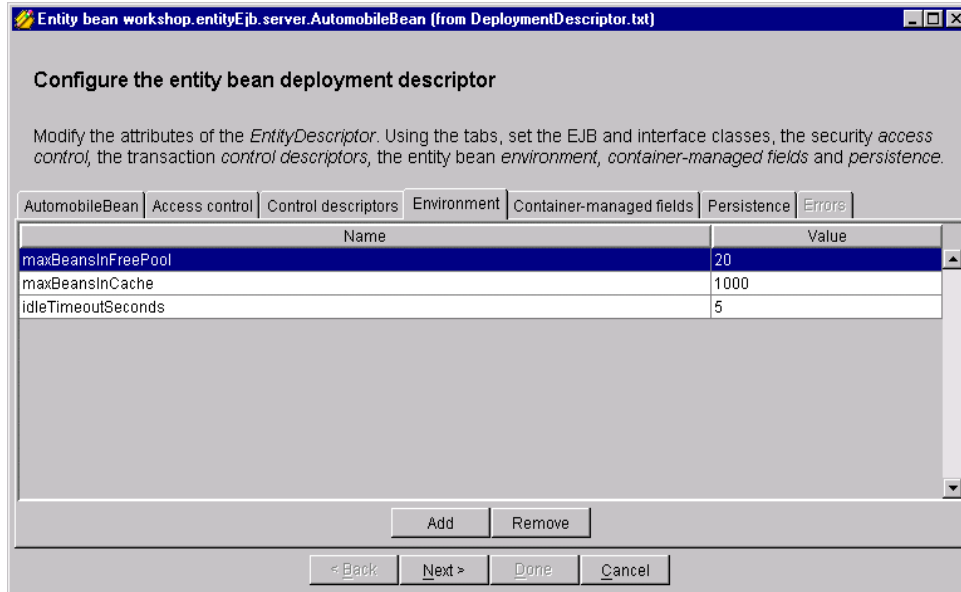 Entity bean workshop.entityEjb.server.AutomobileBean (from DeploymentDescriptor.txt)
Configure the entity bean deployment descriptor
Modify the attributes of the EntityDescriptor. Using the tabs, set the EJB and interface classes, the security access
control, the transaction control descriptors, the entity bean environment, container-managed fields and persistence.
AutomobileBean Access control Control descriptors Environment Container-managed fields Persistence Errors
Name Value
maxBeansInFreePool 20
maxBeansInCache 1000
idleTimeoutSeconds 5
Add Remove
< Back Next > Done Cancel